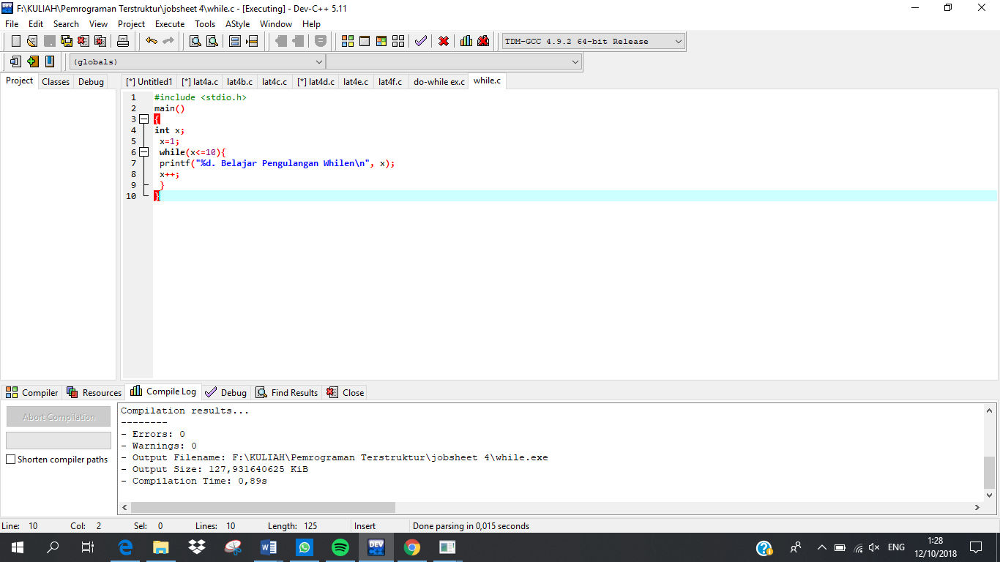 F:\KULIAH\Pemrograman Terstruktur\jobsheet 4\while.c - [Executing] - Dev-C++ 5.11
File Edit Search View Project Execute Tools AStyle Window Help
TDM-GCC 4.9.2 64-bit Release
(globals)
Project Classes Debug [*] Untitled1 [*] lat4a.c lat4b.c lat4c.c [*] lat4d.c lat4e.c lat4f.c do-while ex.c while.c
1 #include <stdio.h>
2 main()
3 {
4 int x;
5 x=1;
6 while(x<=10){
7 printf("%d. Belajar Pengulangan Whilen\n", x);
8 x++;
9 }
10 }
Compiler Resources Compile Log Debug Find Results Close
Abort Compilation
Shorten compiler paths
Compilation results...
--------
- Errors: 0
- Warnings: 0
- Output Filename: F:\KULIAH\Pemrograman Terstruktur\jobsheet 4\while.exe
- Output Size: 127,931640625 KiB
- Compilation Time: 0,89s
Line: 10 Col: 2 Sel: 0 Lines: 10 Length: 125 Insert Done parsing in 0,015 seconds
DEV
ENG
1:28
12/10/2018